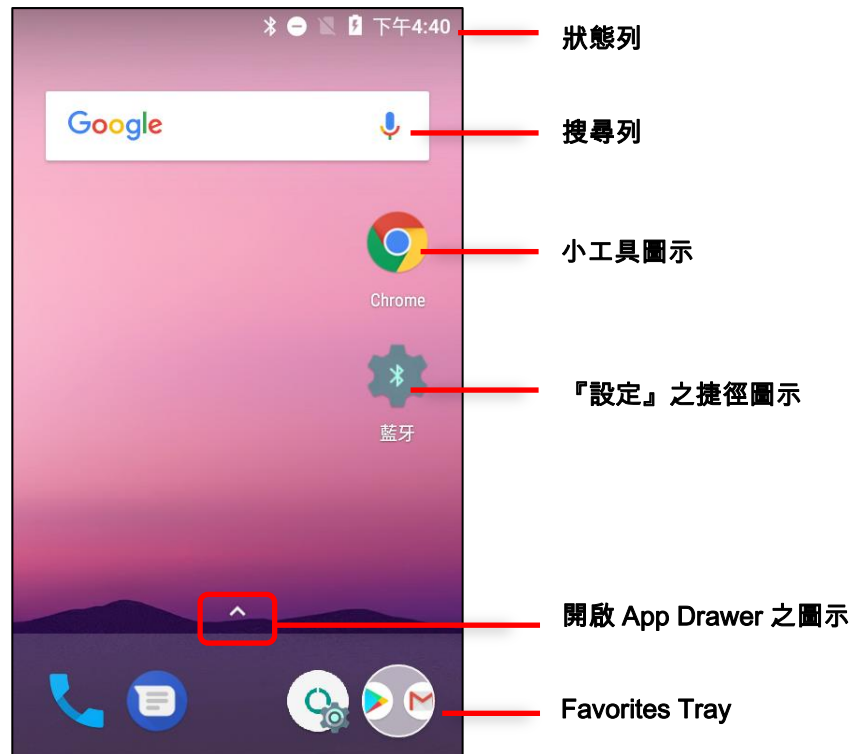 下午4:40
狀態列
Google
搜尋列
小工具圖示
Chrome
『設定』之捷徑圖示
藍牙
開啟 App Drawer 之圖示
Favorites Tray